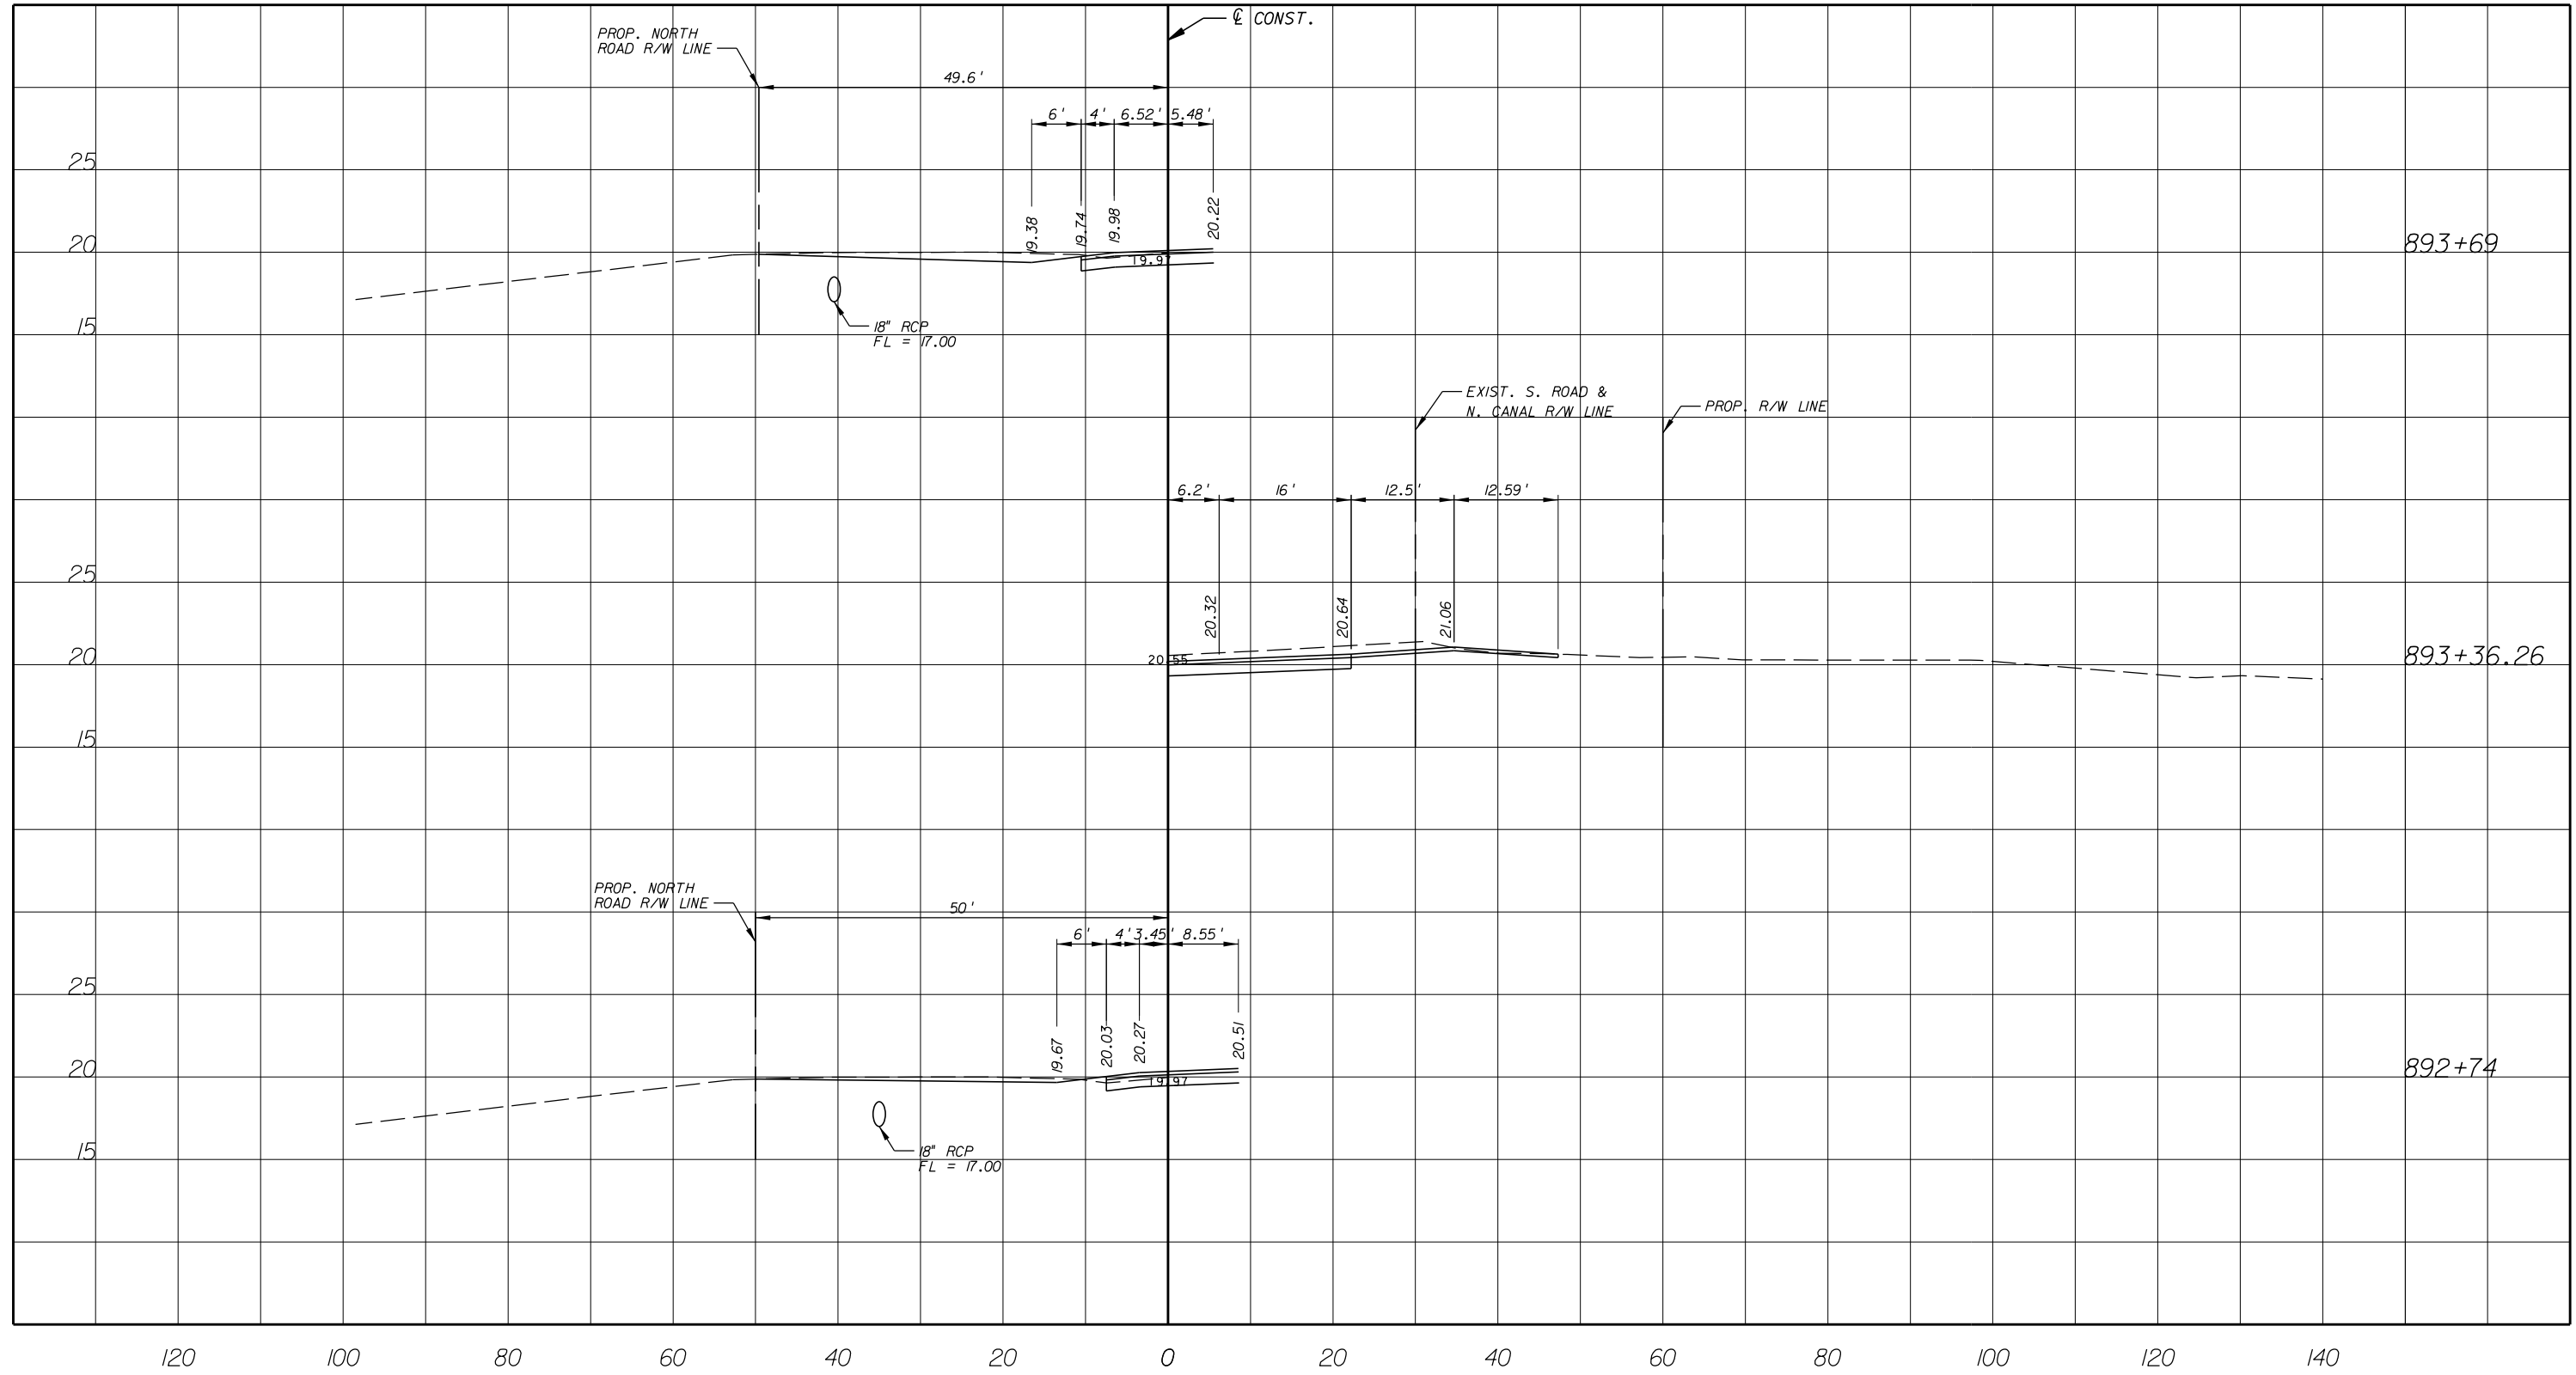 ℄ CONST.
PROP. NORTH
ROAD R/W LINE
49.6'
6' 4' 6.52' 5.48'
25
19.38 19.74 19.98 20.22
20
893+69
19.97
15
18" RCP
FL = 17.00
EXIST. S. ROAD &
N. CANAL R/W LINE
PROP. R/W LINE
6.2' 16' 12.5' 12.59'
25
20.32 20.64 21.06
20
20.55
893+36.26
15
PROP. NORTH
ROAD R/W LINE
50'
6' 4' 3.45' 8.55'
25
19.67 20.03 20.27 20.51
20
892+74
19.97
15
18" RCP
FL = 17.00
120 100 80 60 40 20 0 20 40 60 80 100 120 140